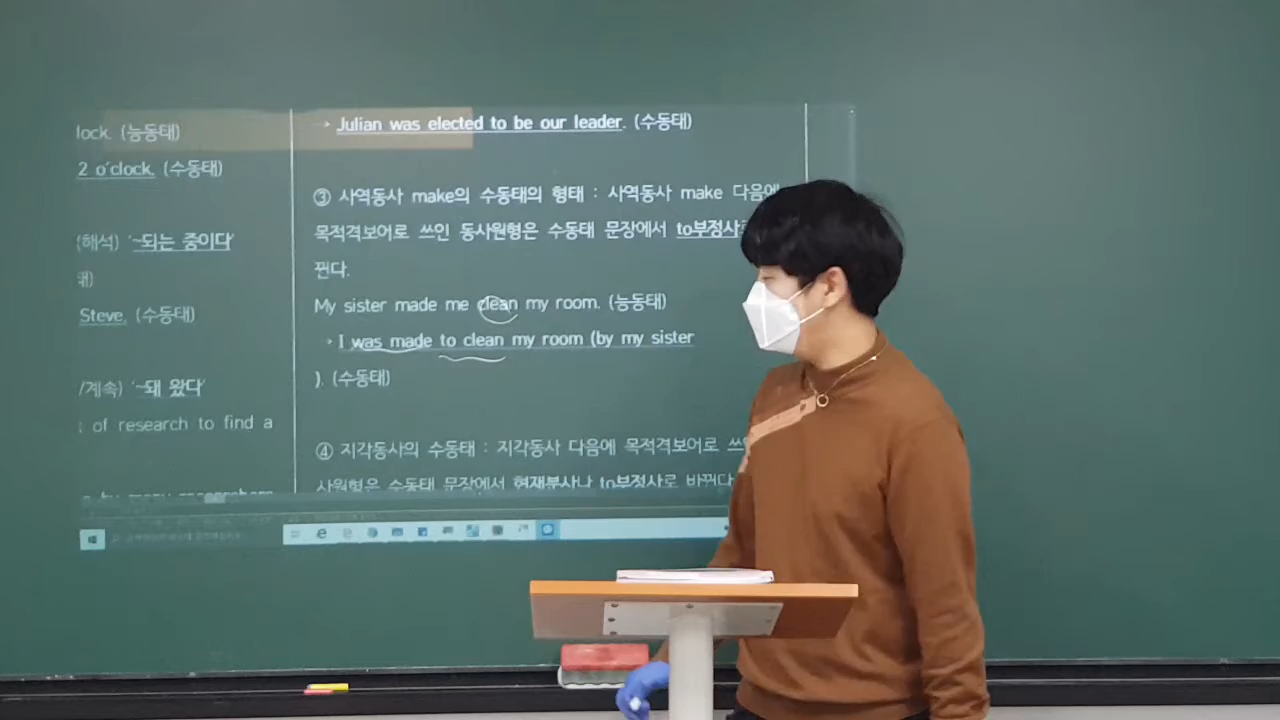 lock. (능동태)
2 o'clock. (수동태)
(해석) '~되는 중이다'
태)
Steve. (수동태)
/계속) '~돼 왔다'
of research to find a
Julian was elected to be our leader. (수동태)
③ 사역동사 make의 수동태의 형태 : 사역동사 make 다음에
목적격보어로 쓰인 동사원형은 수동태 문장에서 to부정사로
뀐다.
My sister made me clean my room. (능동태)
I was made to clean my room (by my sister
). (수동태)
④ 지각동사의 수동태 : 지각동사 다음에 목적격보어로 쓰인
사원형은 수동태 문장에서 현재분사나 to부정사로 바뀐다